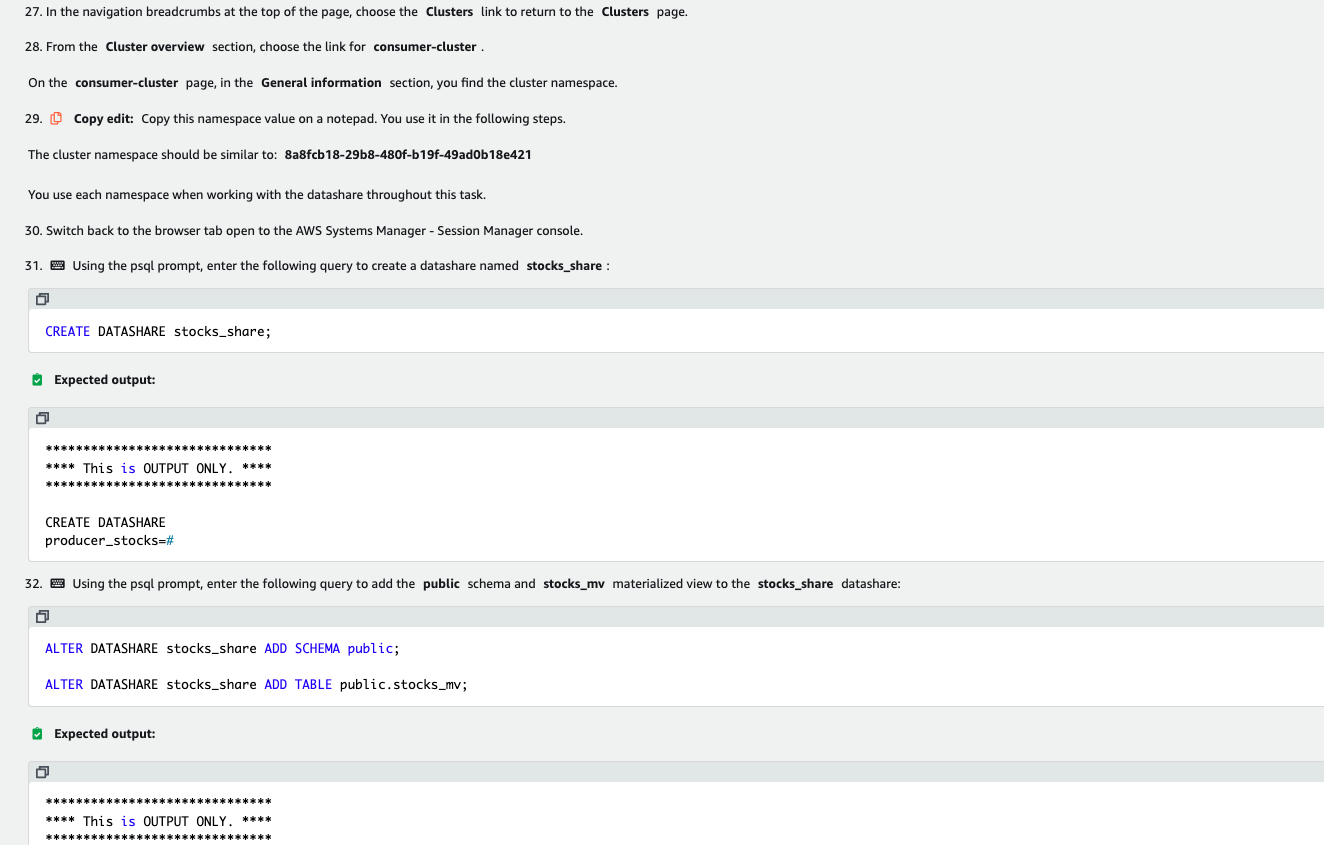 27. In the navigation breadcrumbs at the top of the page, choose the Clusters link to return to the Clusters page.
28. From the Cluster overview section, choose the link for consumer-cluster .
On the consumer-cluster page, in the General information section, you find the cluster namespace.
29. Copy edit: Copy this namespace value on a notepad. You use it in the following steps.
The cluster namespace should be similar to: 8a8fcb18-29b8-480f-b19f-49ad0b18e421
You use each namespace when working with the datashare throughout this task.
30. Switch back to the browser tab open to the AWS Systems Manager - Session Manager console.
31. Using the psql prompt, enter the following query to create a datashare named stocks_share :
CREATE DATASHARE stocks_share;
Expected output:
******************************
**** This is OUTPUT ONLY. ****
******************************
CREATE DATASHARE
producer_stocks=#
32. Using the psql prompt, enter the following query to add the public schema and stocks_mv materialized view to the stocks_share datashare:
ALTER DATASHARE stocks_share ADD SCHEMA public;
ALTER DATASHARE stocks_share ADD TABLE public.stocks_mv;
Expected output:
******************************
**** This is OUTPUT ONLY. ****
******************************